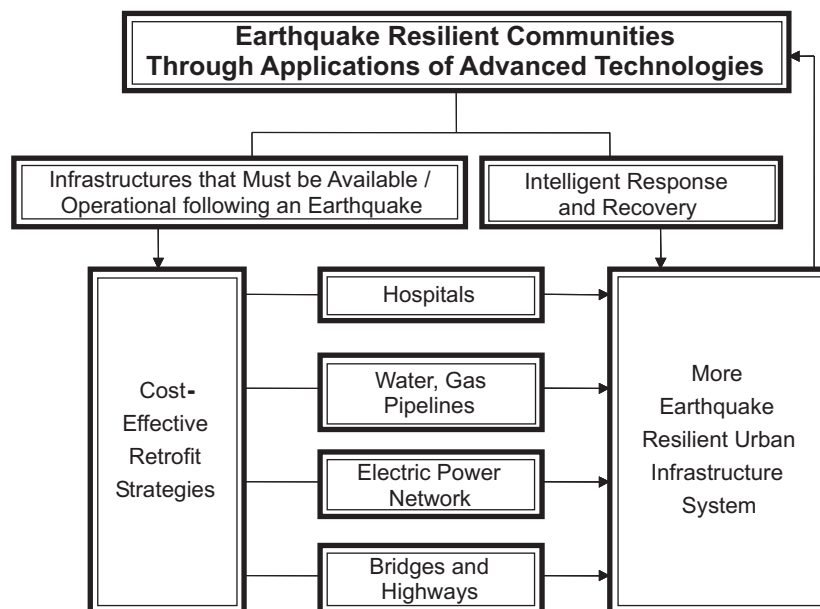 Earthquake Resilient Communities
Through Applications of Advanced Technologies
Infrastructures that Must be Available /
Operational following an Earthquake
Intelligent Response
and Recovery
Cost-
Effective
Retrofit
Strategies
Hospitals
Water, Gas
Pipelines
Electric Power
Network
Bridges and
Highways
More
Earthquake
Resilient Urban
Infrastructure
System